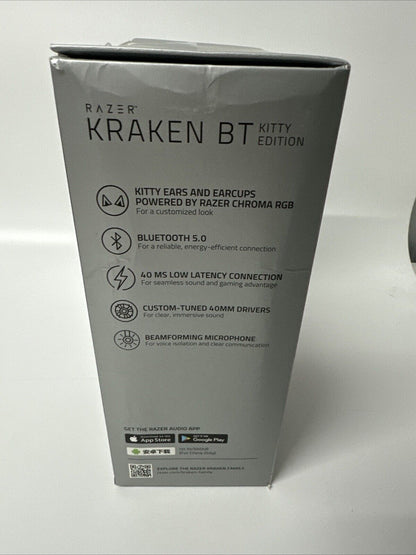 RAZER™
KRAKEN BT KITTY
EDITION
KITTY EARS AND EARCUPS
POWERED BY RAZER CHROMA RGB
For a customized look
BLUETOOTH 5.0
For a reliable, energy-efficient connection
40 MS LOW LATENCY CONNECTION
For seamless sound and gaming advantage
CUSTOM-TUNED 40MM DRIVERS
For clear, immersive sound
BEAMFORMING MICROPHONE
For voice isolation and clear communication
GET THE RAZER AUDIO APP
App Store
Google Play
安卓下载
EXPLORE THE RAZER KRAKEN FAMILY